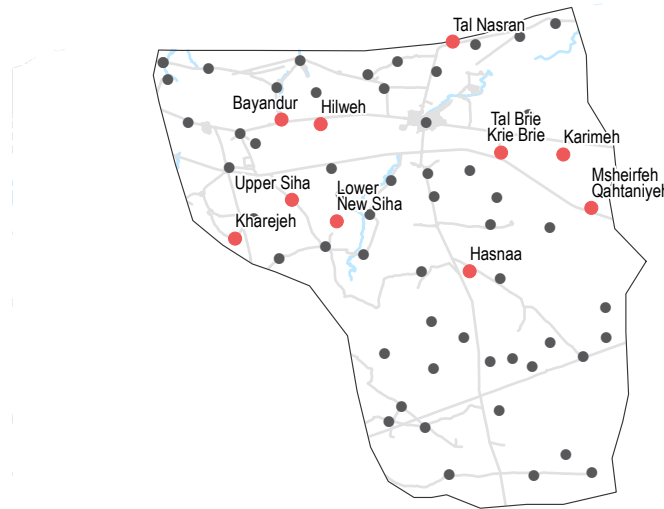 Tal Nasran
Bayandur
Hilweh
Tal Brie
Krie Brie
Karimeh
Msheirfeh
Qahtaniyeh
Upper Siha
Lower
New Siha
Kharejeh
Hasnaa